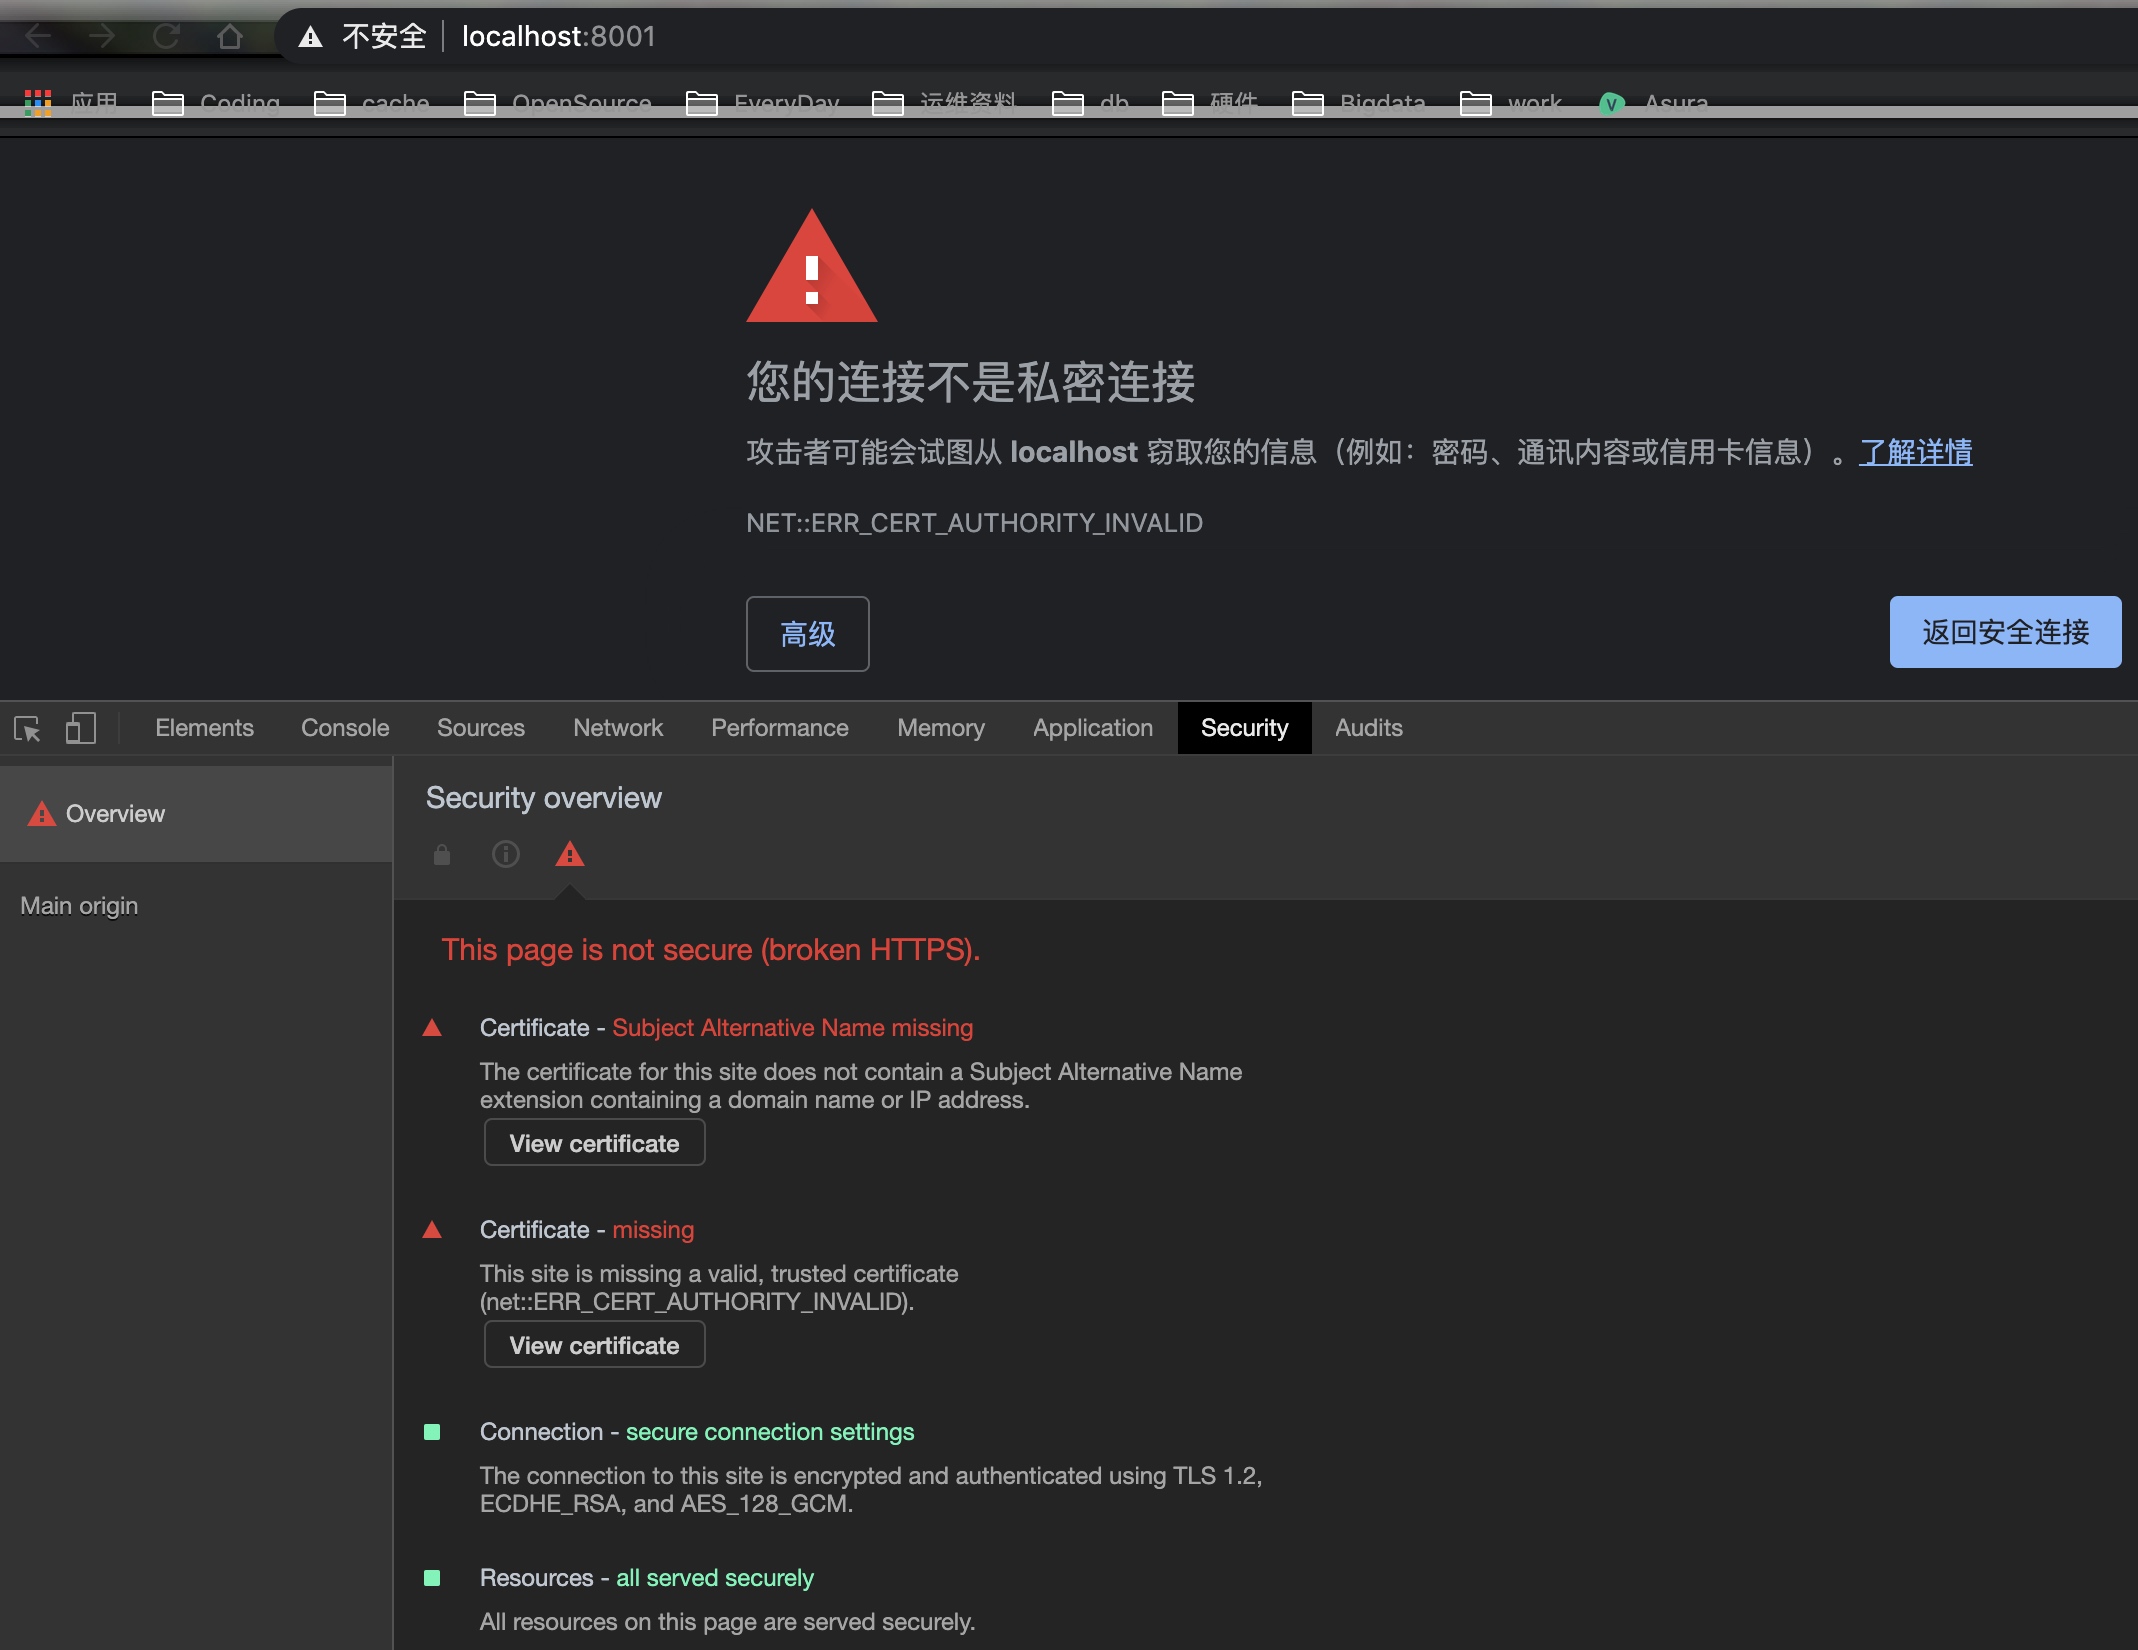 不安全 localhost:8001
应用 Coding cache OpenSource EveryDay 运维资料 db 硬件 Bigdata work Asura
您的连接不是私密连接
攻击者可能会试图从 localhost 窃取您的信息（例如：密码、通讯内容或信用卡信息）。了解详情
NET::ERR_CERT_AUTHORITY_INVALID
高级
返回安全连接
Elements Console Sources Network Performance Memory Application Security Audits
Overview
Main origin
Security overview
This page is not secure (broken HTTPS).
Certificate - Subject Alternative Name missing
The certificate for this site does not contain a Subject Alternative Name
extension containing a domain name or IP address.
View certificate
Certificate - missing
This site is missing a valid, trusted certificate
(net::ERR_CERT_AUTHORITY_INVALID).
View certificate
Connection - secure connection settings
The connection to this site is encrypted and authenticated using TLS 1.2,
ECDHE_RSA, and AES_128_GCM.
Resources - all served securely
All resources on this page are served securely.